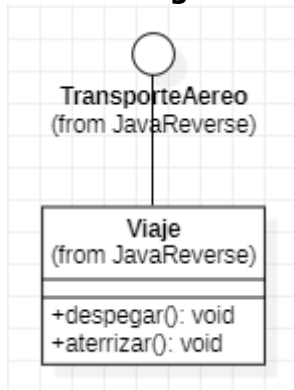 TransporteAereo
(from JavaReverse)
Viaje
(from JavaReverse)
+despegar(): void
+aterrizar(): void